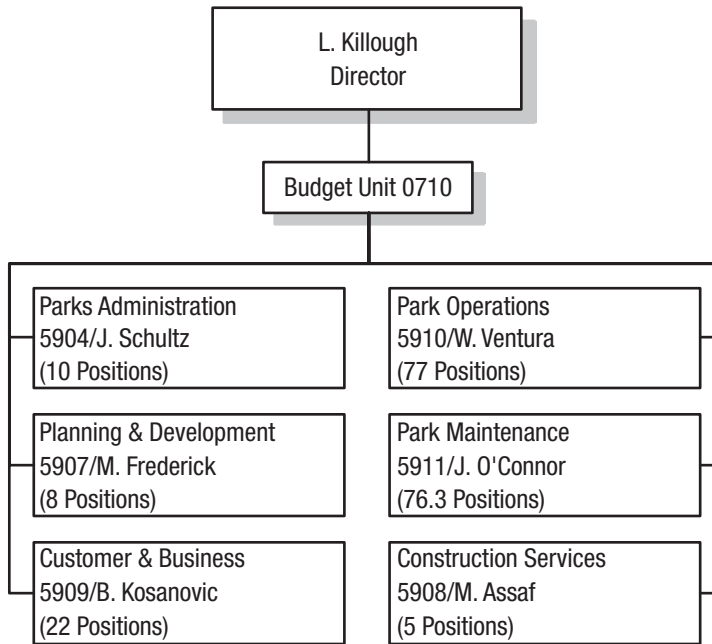 L. Killough
Director
Budget Unit 0710
Parks Administration
5904/J. Schultz
(10 Positions)
Park Operations
5910/W. Ventura
(77 Positions)
Planning & Development
5907/M. Frederick
(8 Positions)
Park Maintenance
5911/J. O'Connor
(76.3 Positions)
Customer & Business
5909/B. Kosanovic
(22 Positions)
Construction Services
5908/M. Assaf
(5 Positions)